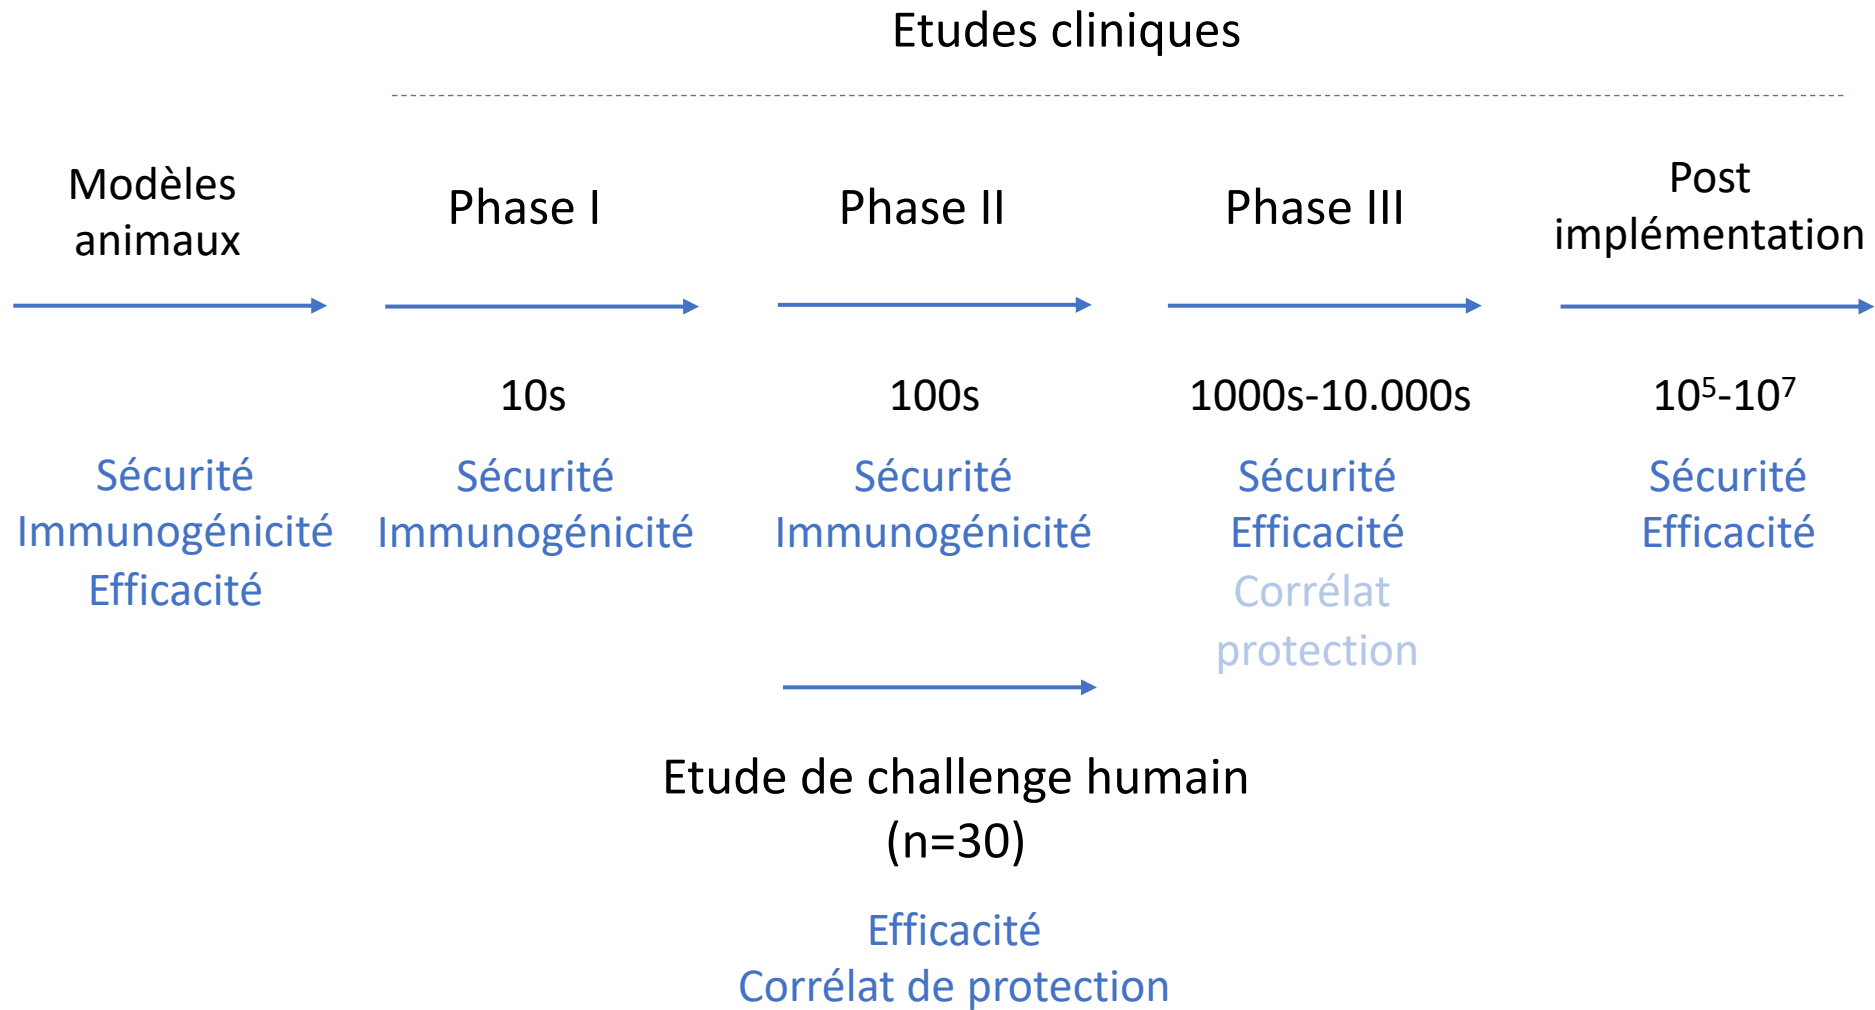 Etudes cliniques
Modèles
animaux
Phase I
Phase II
Phase III
Post
implémentation
10s
100s
1000s-10.000s
10⁵-10⁷
Sécurité
Immunogénicité
Efficacité
Sécurité
Immunogénicité
Sécurité
Immunogénicité
Sécurité
Efficacité
Corrélat
protection
Sécurité
Efficacité
Etude de challenge humain
(n=30)
Efficacité
Corrélat de protection